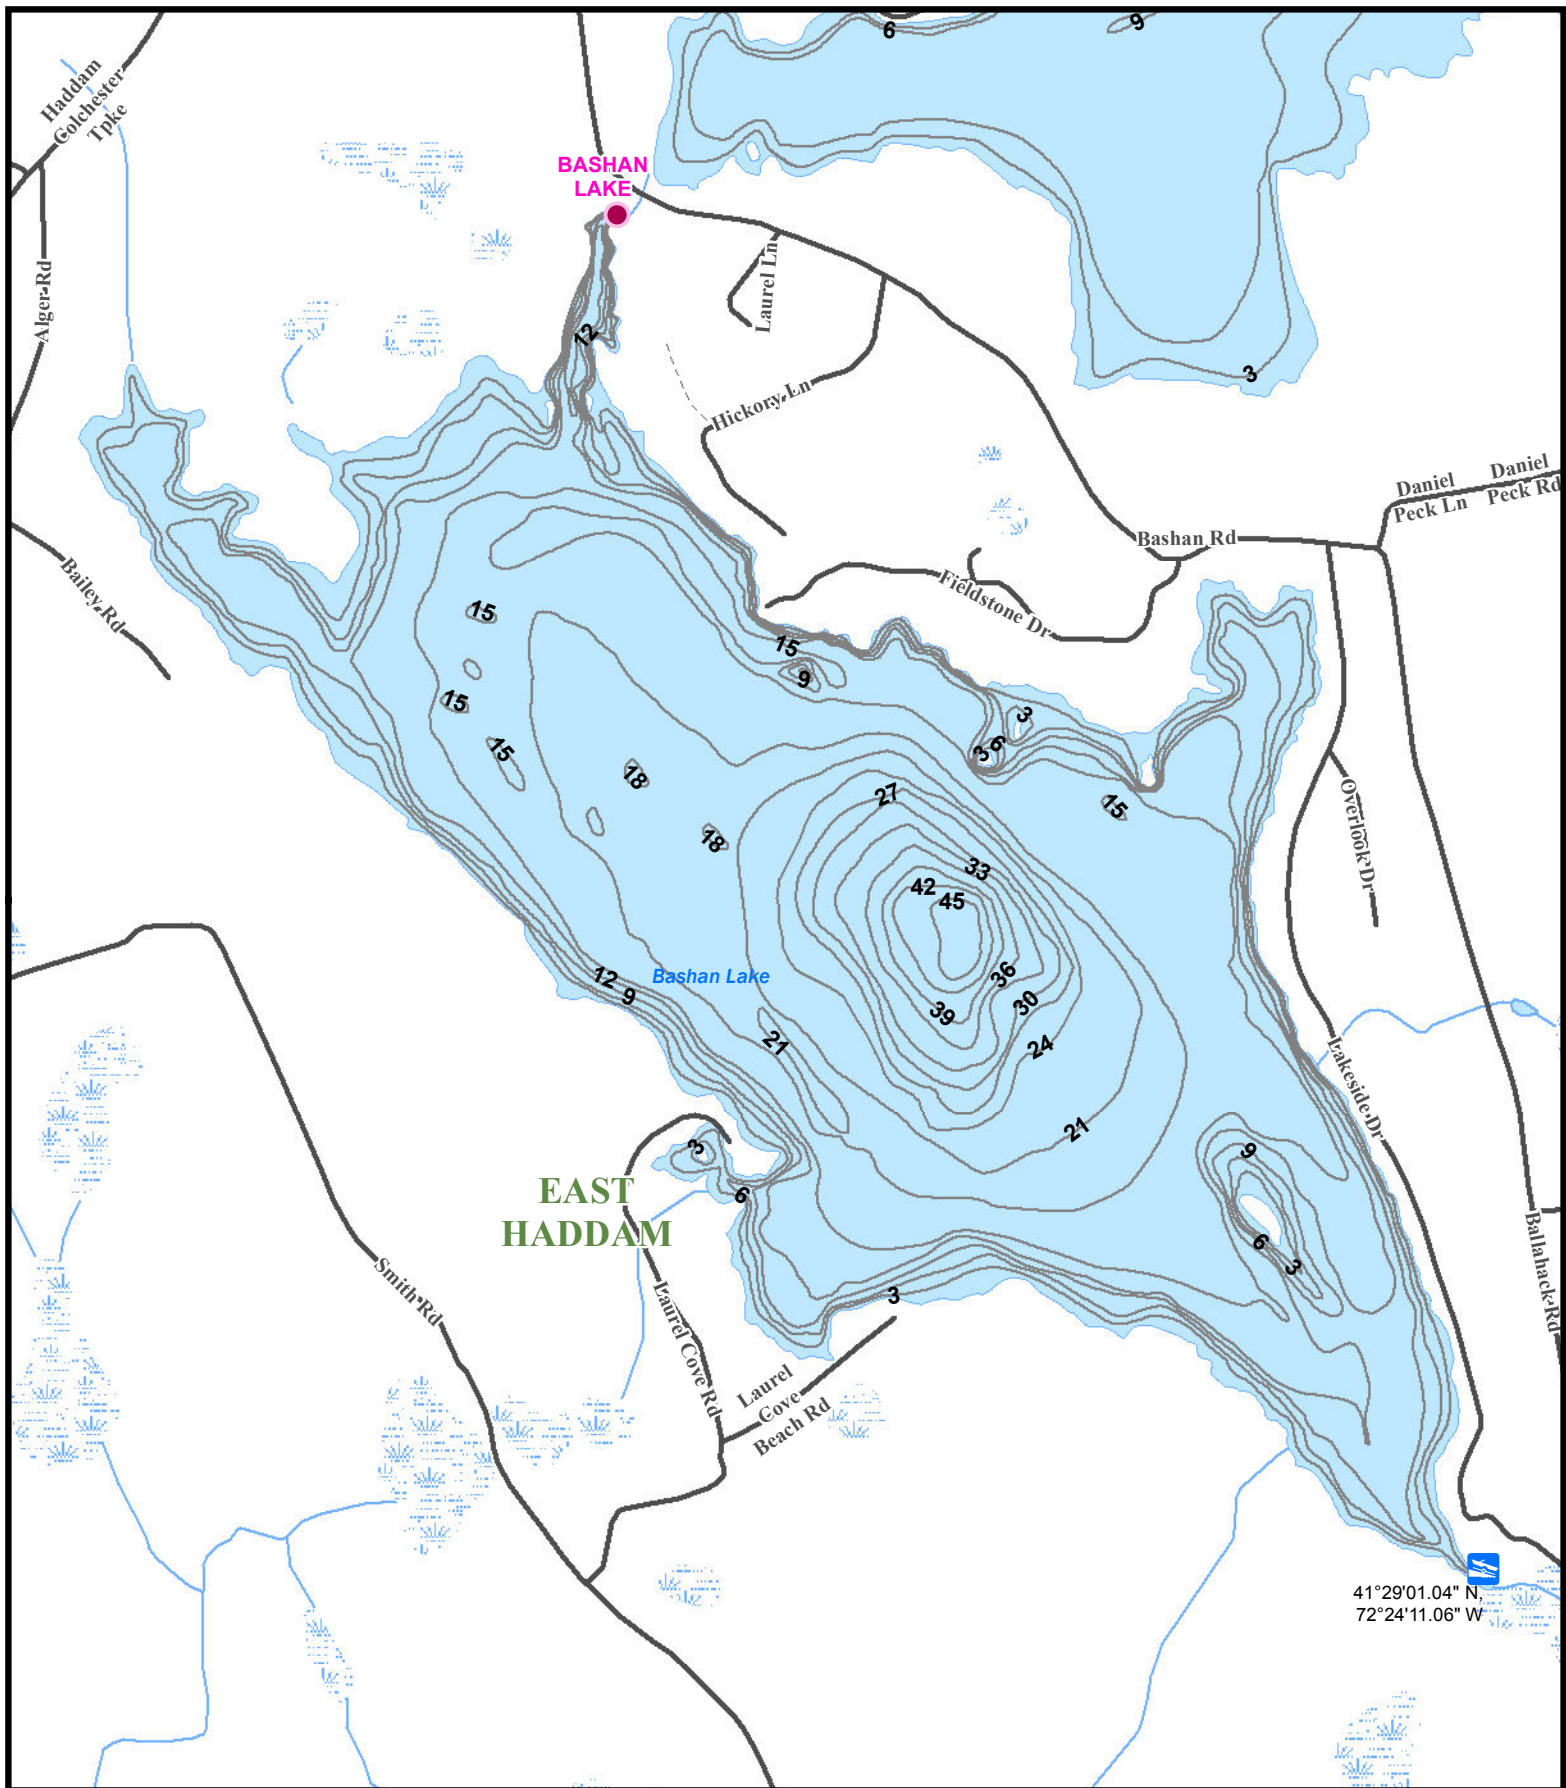 6
9
Haddam
Colchester
Tpke
BASHAN
LAKE
Alger Rd
Laurel Ln
12
3
Hickory Ln
Daniel
Peck Ln
Daniel
Peck Rd
Bashan Rd
Bailey Rd
Fieldstone Dr
15
15
9
15
3
3
6
15
18
27
15
Overlook Dr
18
33
42
45
12
9
Bashan Lake
36
39
30
21
24
Lakeside Dr
21
3
9
6
EAST
HADDAM
6
3
Ballahack Rd
Smith Rd
Laurel Cove Rd
3
Laurel
Cove
Beach Rd
41°29'01.04" N,
72°24'11.06" W